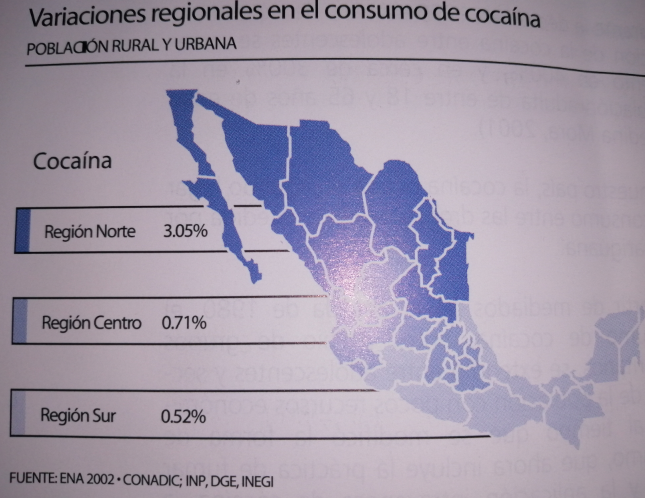 Variaciones regionales en el consumo de cocaína
POBLACIÓN RURAL Y URBANA
Cocaína
Región Norte 3.05%
Región Centro 0.71%
Región Sur 0.52%
FUENTE: ENA 2002 • CONADIC; INP, DGE, INEGI